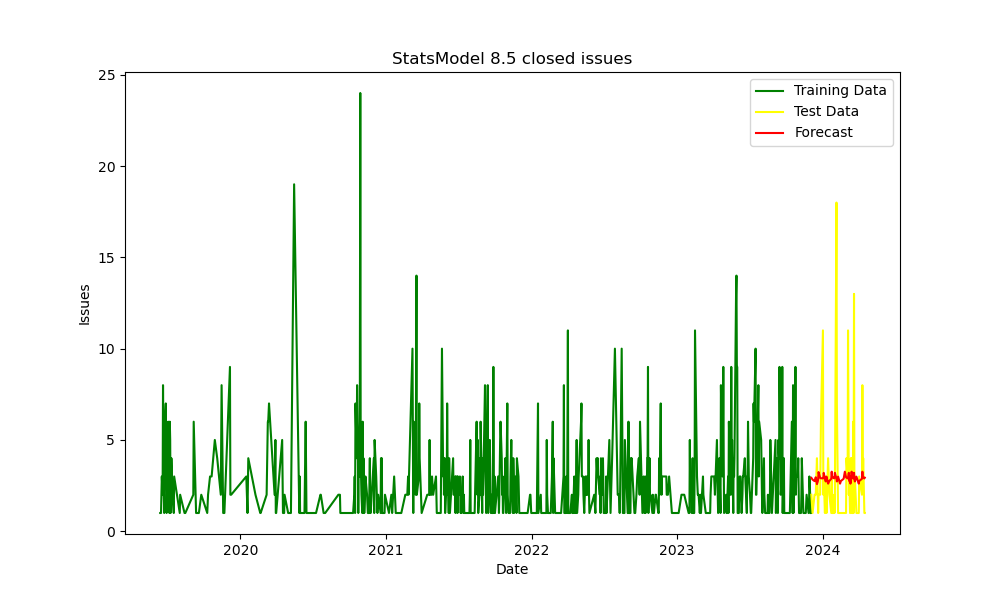 StatsModel 8.5 closed issues
25
20
15
10
5
0
Issues
Training Data
Test Data
Forecast
2020 2021 2022 2023 2024
Date